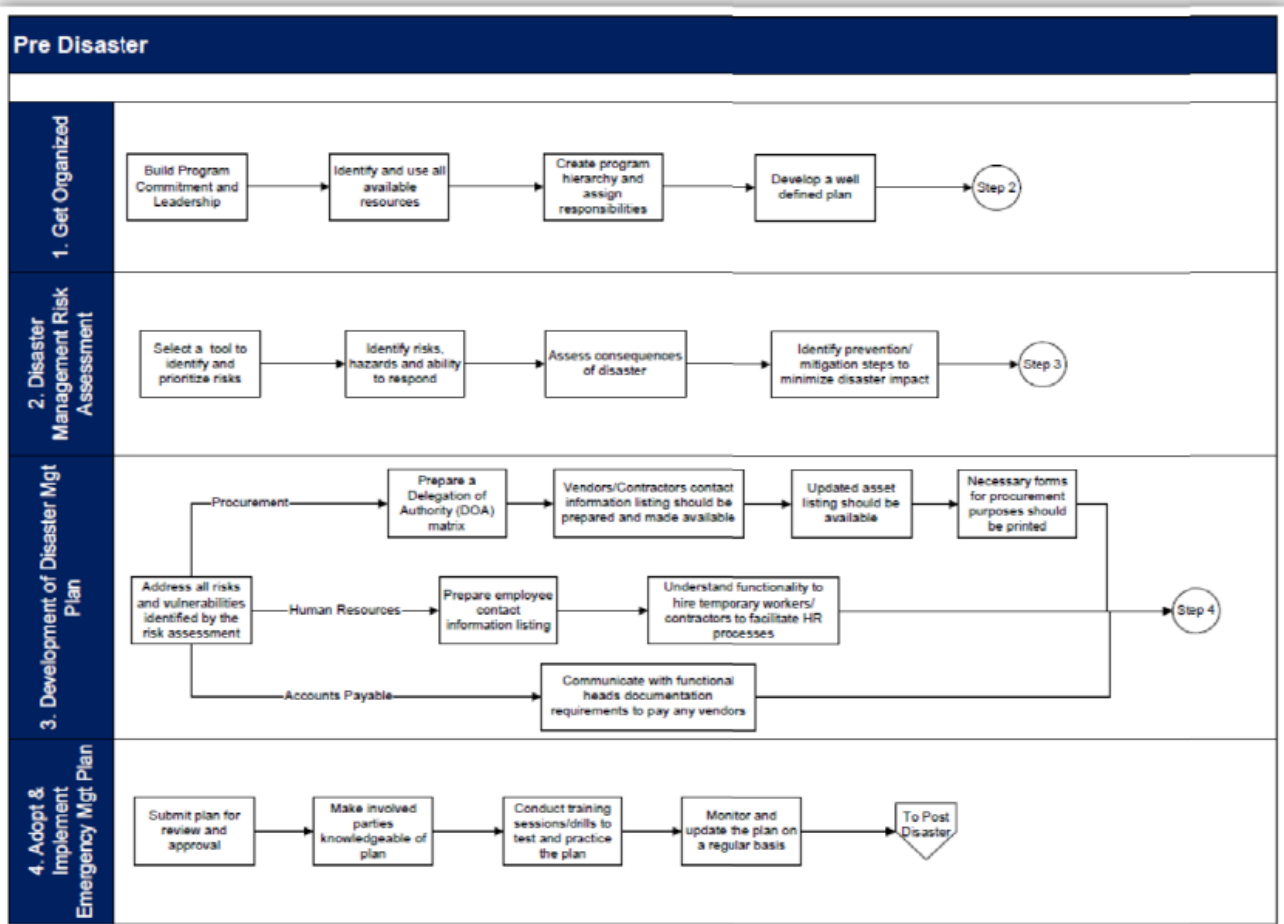 Pre Disaster
1. Get Organized
Build Program
Commitment and
Leadership
Identify and use all
available
resources
Create program
hierarchy and
assign
responsibilities
Develop a well
defined plan
Step 2
2. Disaster
Management Risk
Assessment
Select a tool to
identify and
prioritize risks
Identify risks,
hazards and ability
to respond
Assess consequences
of disaster
Identify prevention/
mitigation steps to
minimize disaster impact
Step 3
3. Development of Disaster Mgt
Plan
Address all risks
and vulnerabilities
identified by the
risk assessment
Procurement
Prepare a
Delegation of
Authority (DOA)
matrix
Vendors/Contractors contact
information listing should be
prepared and made available
Updated asset
listing should be
available
Necessary forms
for procurement
purposes should
be printed
Human Resources
Prepare employee
contact
information listing
Understand functionality to
hire temporary workers/
contractors to facilitate HR
processes
Accounts Payable
Communicate with functional
heads documentation
requirements to pay any vendors
Step 4
4. Adopt &
Implement
Emergency Mgt Plan
Submit plan for
review and
approval
Make involved
parties
knowledgeable of
plan
Conduct training
sessions/drills to
test and practice
the plan
Monitor and
update the plan on
a regular basis
To Post
Disaster